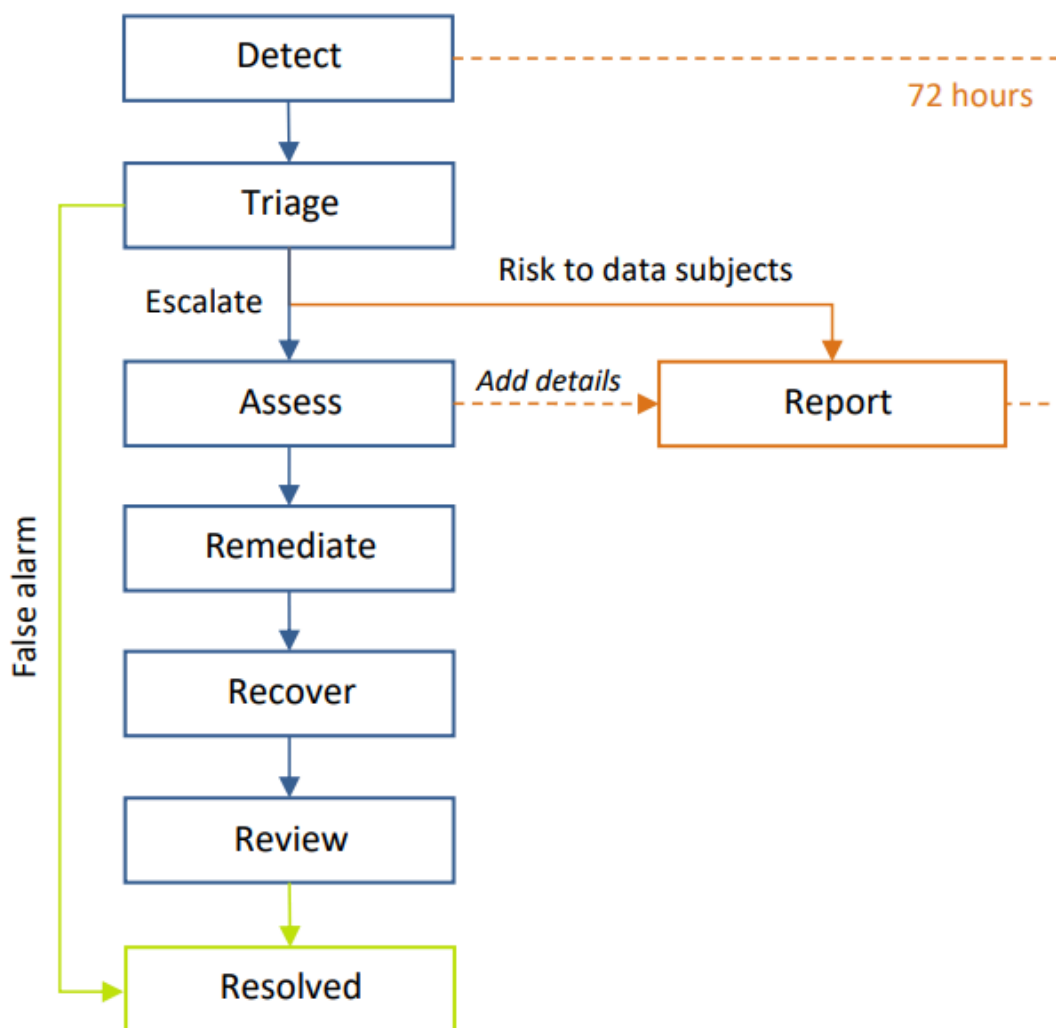 Detect
72 hours
Triage
Risk to data subjects
Escalate
Assess
Add details
Report
Remediate
False alarm
Recover
Review
Resolved